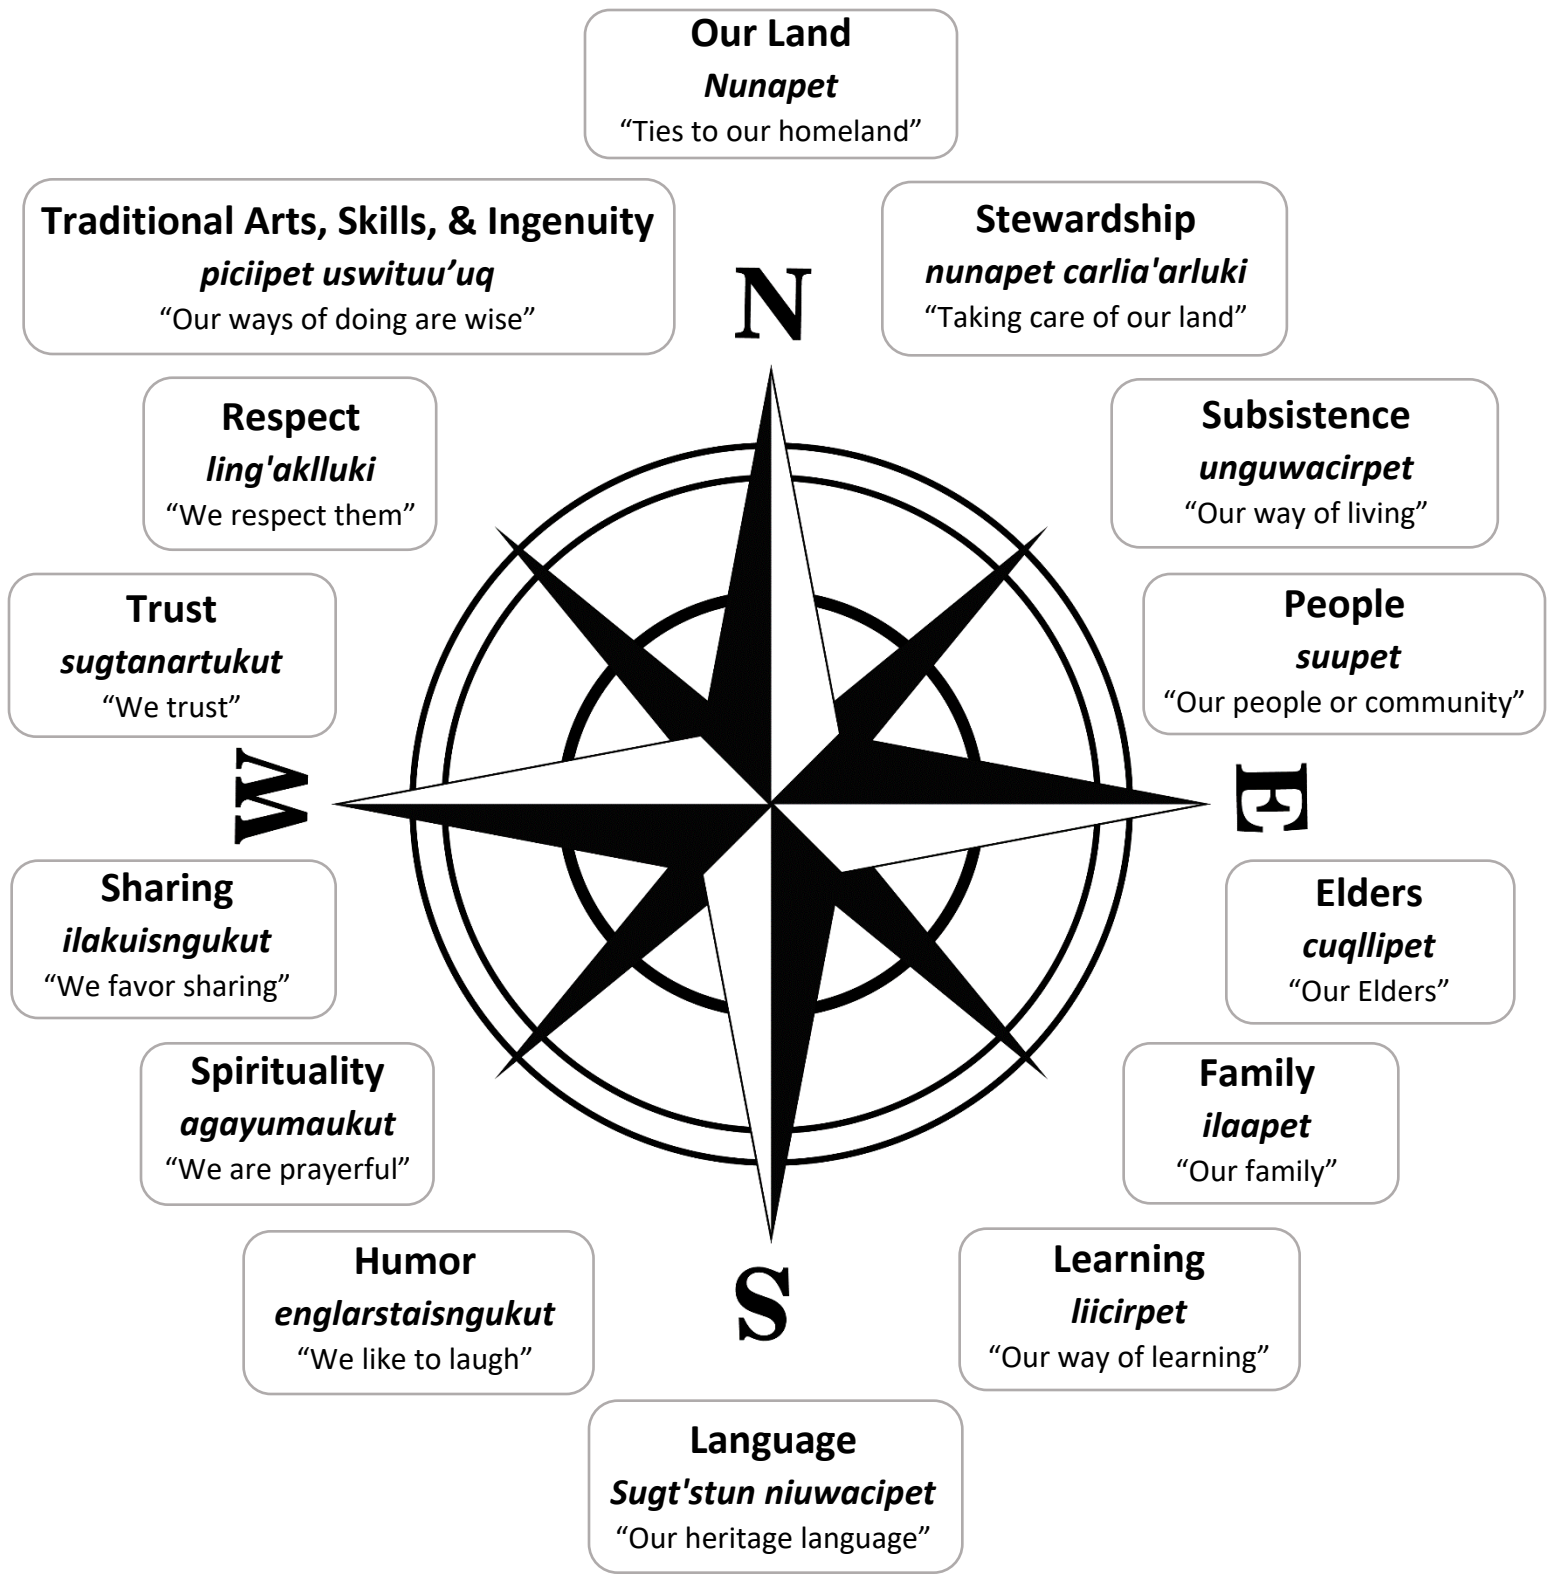 Our Land
Nunapet
“Ties to our homeland”
Traditional Arts, Skills, & Ingenuity
piciipet uswituu’uq
“Our ways of doing are wise”
Stewardship
nunapet carlia'arluki
“Taking care of our land”
N
Respect
ling'aklluki
“We respect them”
Subsistence
unguwacirpet
“Our way of living”
Trust
sugtanartukut
“We trust”
People
suupet
“Our people or community”
W
E
Sharing
ilakuisngukut
“We favor sharing”
Elders
cuqllipet
“Our Elders”
Spirituality
agayumaukut
“We are prayerful”
Family
ilaapet
“Our family”
Humor
englarstaisngukut
“We like to laugh”
S
Learning
liicirpet
“Our way of learning”
Language
Sugt'stun niuwacipet
“Our heritage language”